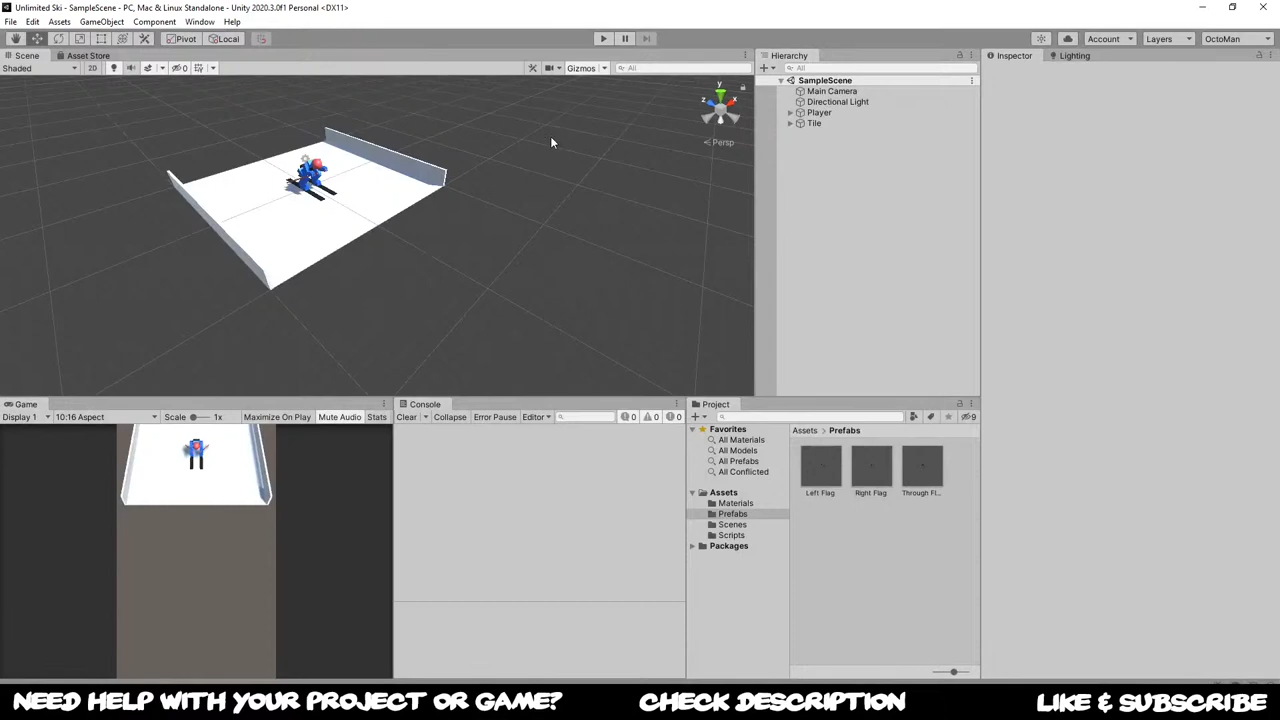 Unlimited Ski - SampleScene - PC, Mac & Linux Standalone - Unity 2020.3.0f1 Personal <DX11>
File Edit Assets GameObject Component Window Help
Pivot Local Account Layers OctoMan
Scene Asset Store
Shaded 2D 0 Gizmos All
y
z x
Persp
Hierarchy
All
SampleScene
Main Camera
Directional Light
Player
Tile
Inspector Lighting
Game
Display 1 10:16 Aspect Scale 1x Maximize On Play Mute Audio Stats
Console
Clear Collapse Error Pause Editor 0 0 0
Project
9
Favorites
All Materials
All Models
All Prefabs
All Conflicted
Assets
Materials
Prefabs
Scenes
Scripts
Packages
Assets > Prefabs
Left Flag Right Flag Through Fl...
NEED HELP WITH YOUR PROJECT OR GAME? CHECK DESCRIPTION LIKE & SUBSCRIBE